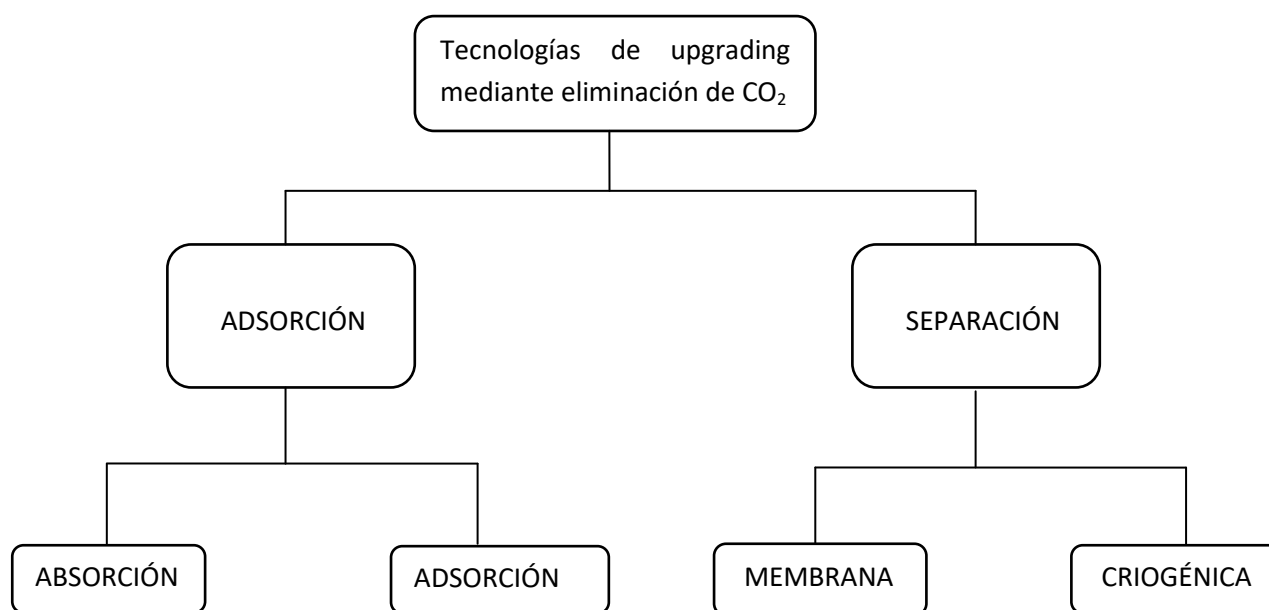 Tecnologías de upgrading
mediante eliminación de CO₂
ADSORCIÓN
SEPARACIÓN
ABSORCIÓN
ADSORCIÓN
MEMBRANA
CRIOGÉNICA